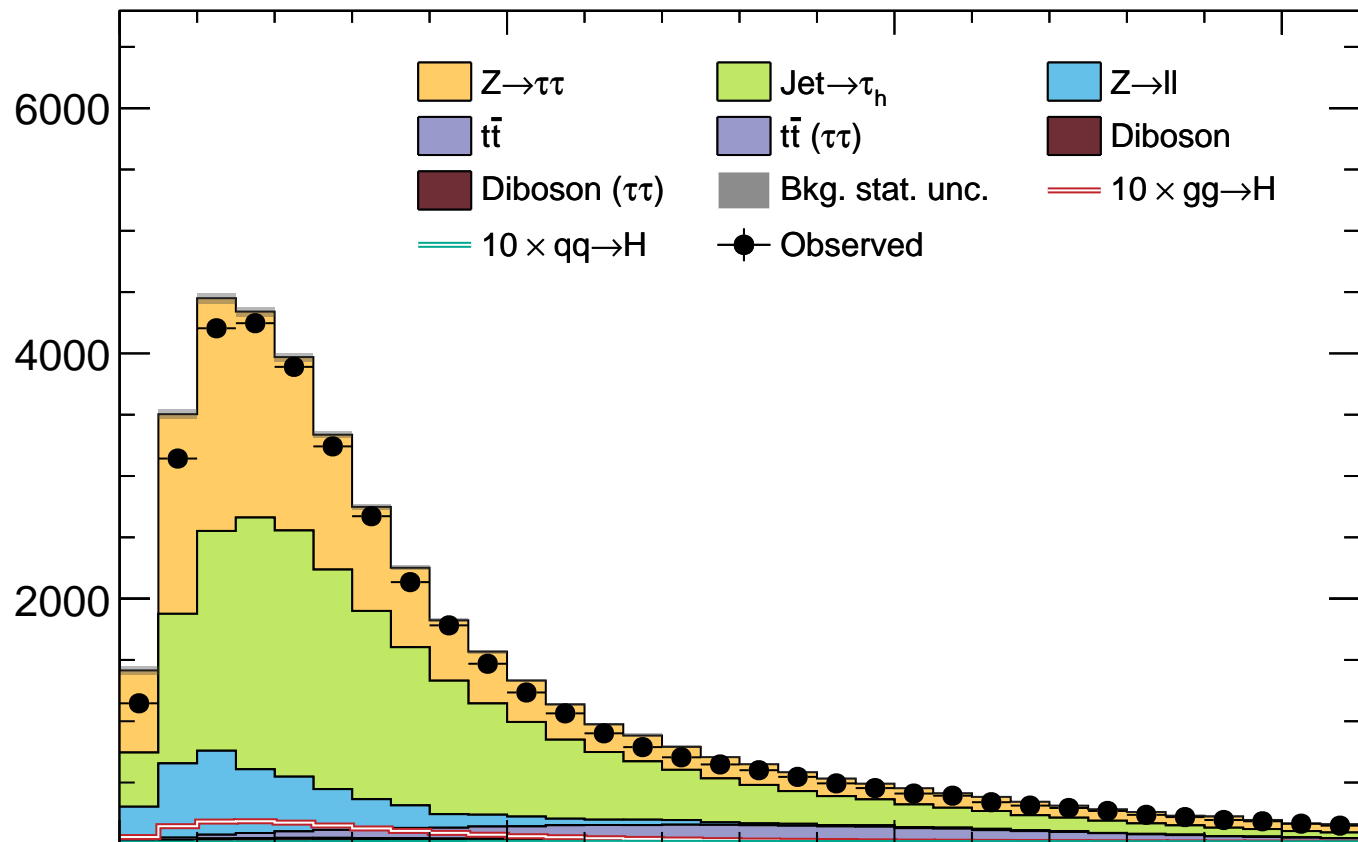 6000
4000
2000
Z→ττ Jet→τₕ Z→ll
tt̄ tt̄ (ττ) Diboson
Diboson (ττ) Bkg. stat. unc. 10 × gg→H
10 × qq→H Observed